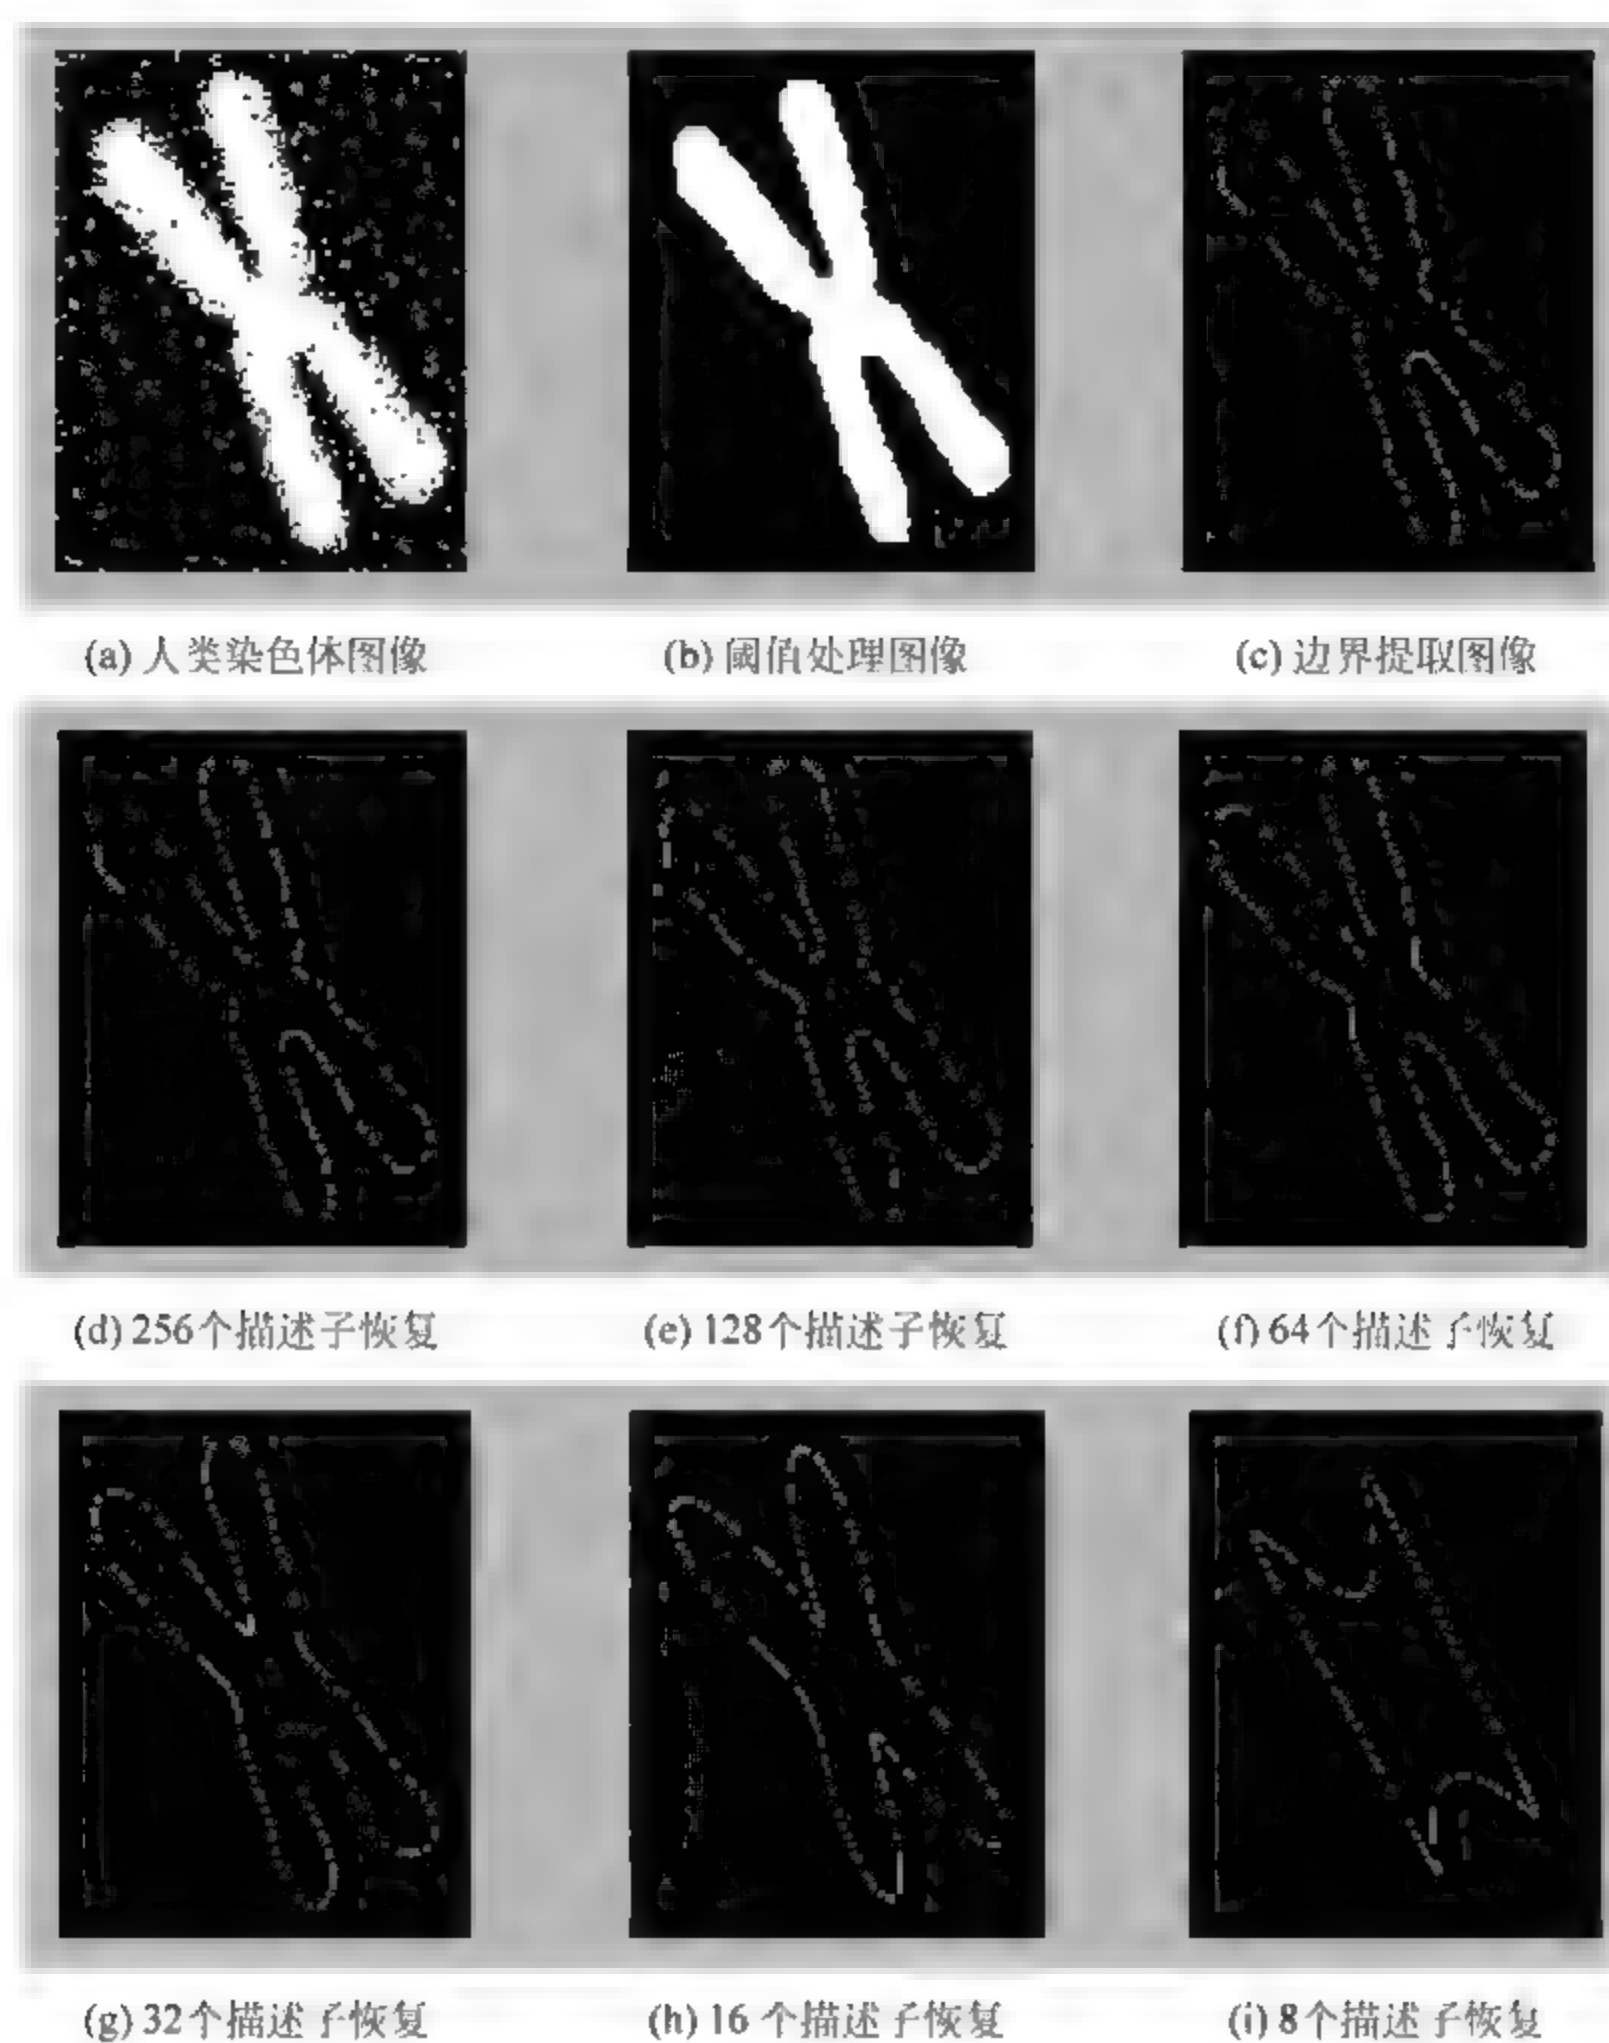 (a) 人类染色体图像
(b) 阈值处理图像
(c) 边界提取图像
(d) 256个描述子恢复
(e) 128个描述子恢复
(f) 64个描述子恢复
(g) 32个描述子恢复
(h) 16 个描述子恢复
(i) 8个描述子恢复